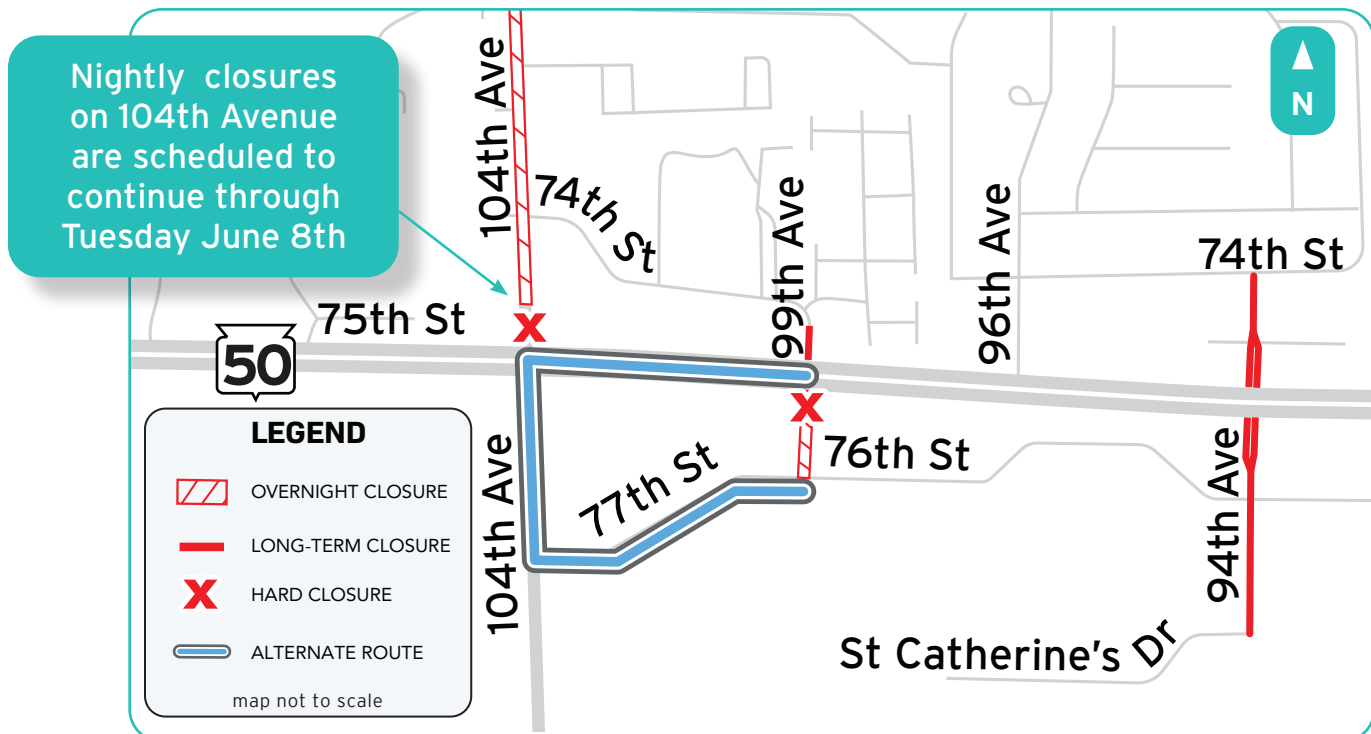 Nightly closures
on 104th Avenue
are scheduled to
continue through
Tuesday June 8th
104th Ave
74th St
99th Ave
96th Ave
74th St
N
75th St
50
104th Ave
77th St
76th St
94th Ave
St Catherine's Dr
LEGEND
OVERNIGHT CLOSURE
LONG-TERM CLOSURE
X HARD CLOSURE
ALTERNATE ROUTE
map not to scale